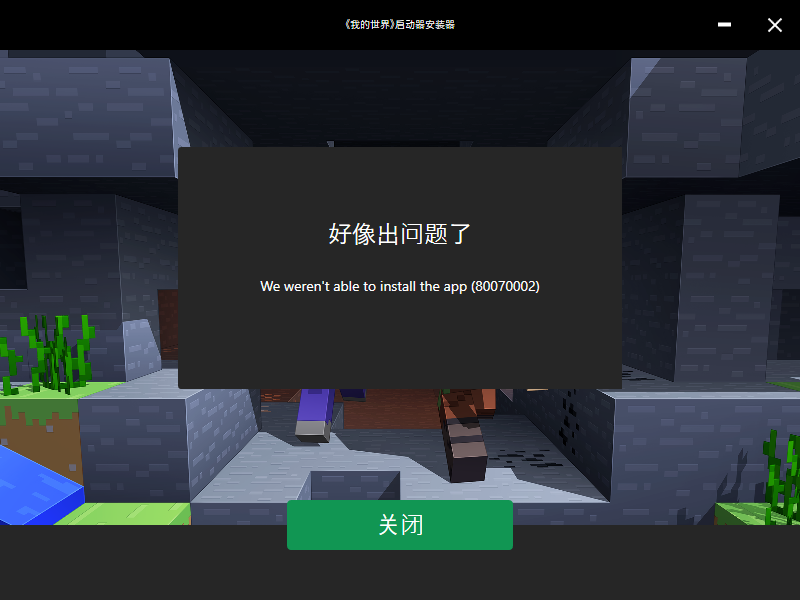 《我的世界》启动器安装器
好像出问题了
We weren't able to install the app (80070002)
关闭